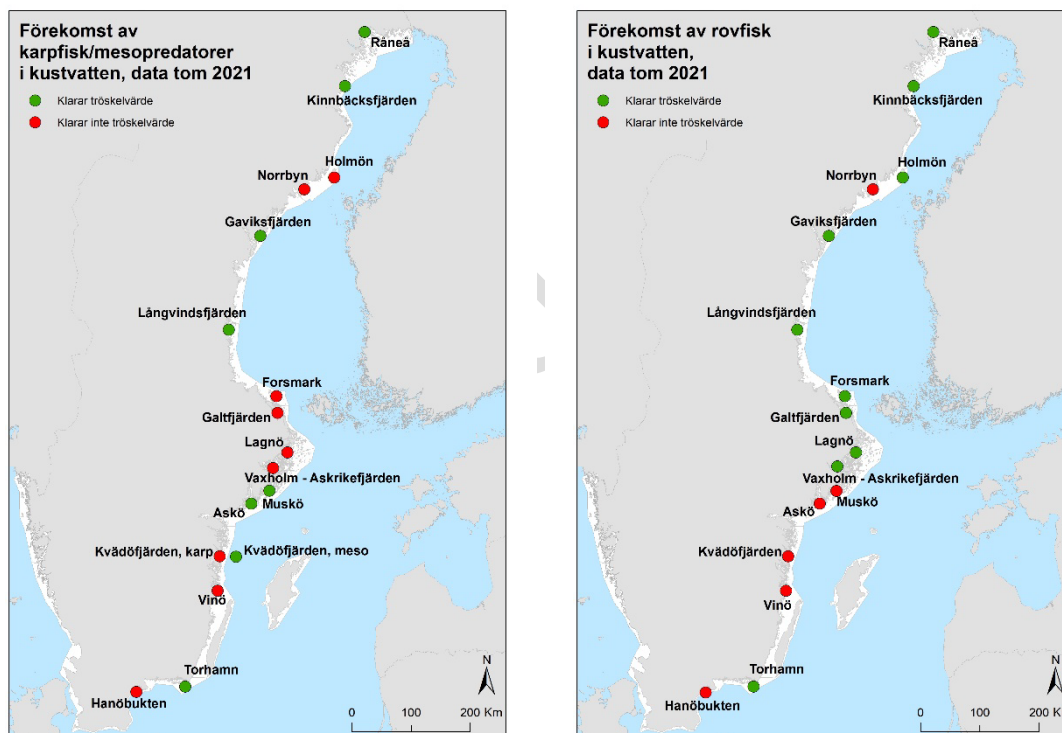 Förekomst av
karpfisk/mesopredatorer
i kustvatten, data tom 2021
Klarar tröskelvärde
Klarar inte tröskelvärde
Råneå
Kinnbäcksfjärden
Holmön
Norrbyn
Gaviksfjärden
Långvindsfjärden
Forsmark
Galtfjärden
Lagnö
Vaxholm - Askrikefjärden
Muskö
Askö
Kvädöfjärden, karp
Kvädöfjärden, meso
Vinö
Torhamn
Hanöbukten
N
0 100 200 Km
Förekomst av rovfisk
i kustvatten,
data tom 2021
Klarar tröskelvärde
Klarar inte tröskelvärde
Råneå
Kinnbäcksfjärden
Holmön
Norrbyn
Gaviksfjärden
Långvindsfjärden
Forsmark
Galtfjärden
Lagnö
Vaxholm - Askrikefjärden
Muskö
Askö
Kvädöfjärden
Vinö
Torhamn
Hanöbukten
N
0 100 200 K